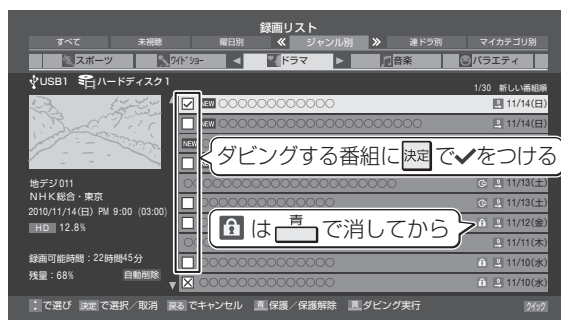 録画リスト
すべて 未視聴 曜日別 ≪ ジャンル別 ≫ 連ドラ別 マイカテゴリ別
スポーツ ワイドショー ◀ ドラマ ▶ 音楽 バラエティ
USB1 ハードディスク1
1/30 新しい番組順
NEW ○○○○○○○○○○○○○ 11/14(日)
NEW ○○○○○○○○○○○○○ 11/14(日)
NEW
NEW
ダビングする番組に 決定 で✔をつける
地デジ011
NHK総合・東京
2010/11/14(日) PM 9:00 (03:00)
HD 12.8%
11/13(土)
11/13(土)
は 青 で消してから
11/12(金)
11/11(木)
録画可能時間：22時間45分
残量：68% 自動削除
○○○○○○○○○○○○○ 11/10(水)
○○○○○○○○○○○○○ 11/10(水)
で選び 決定 で選択／取消 戻る でキャンセル 青 保護／保護解除 ダビング実行 クイック